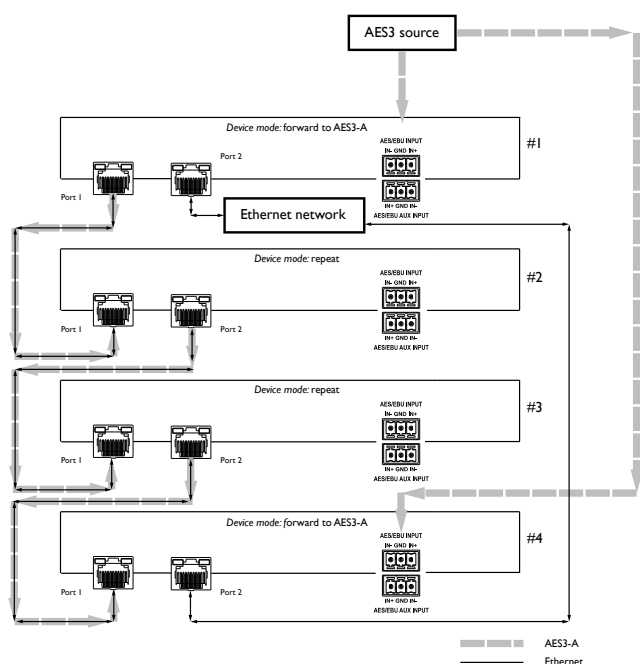 AES3 source
Device mode: forward to AES3-A
#1
AES/EBU INPUT
IN- GND IN+
Port 2
Port 1
IN+ GND IN-
AES/EBU AUX INPUT
Ethernet network
Device mode: repeat
#2
AES/EBU INPUT
IN- GND IN+
Port 1
Port 2
IN+ GND IN-
AES/EBU AUX INPUT
Device mode: repeat
#3
AES/EBU INPUT
IN- GND IN+
Port 1
Port 2
IN+ GND IN-
AES/EBU AUX INPUT
Device mode: forward to AES3-A
#4
AES/EBU INPUT
IN- GND IN+
Port 1
Port 2
IN+ GND IN-
AES/EBU AUX INPUT
AES3-A
Ethernet